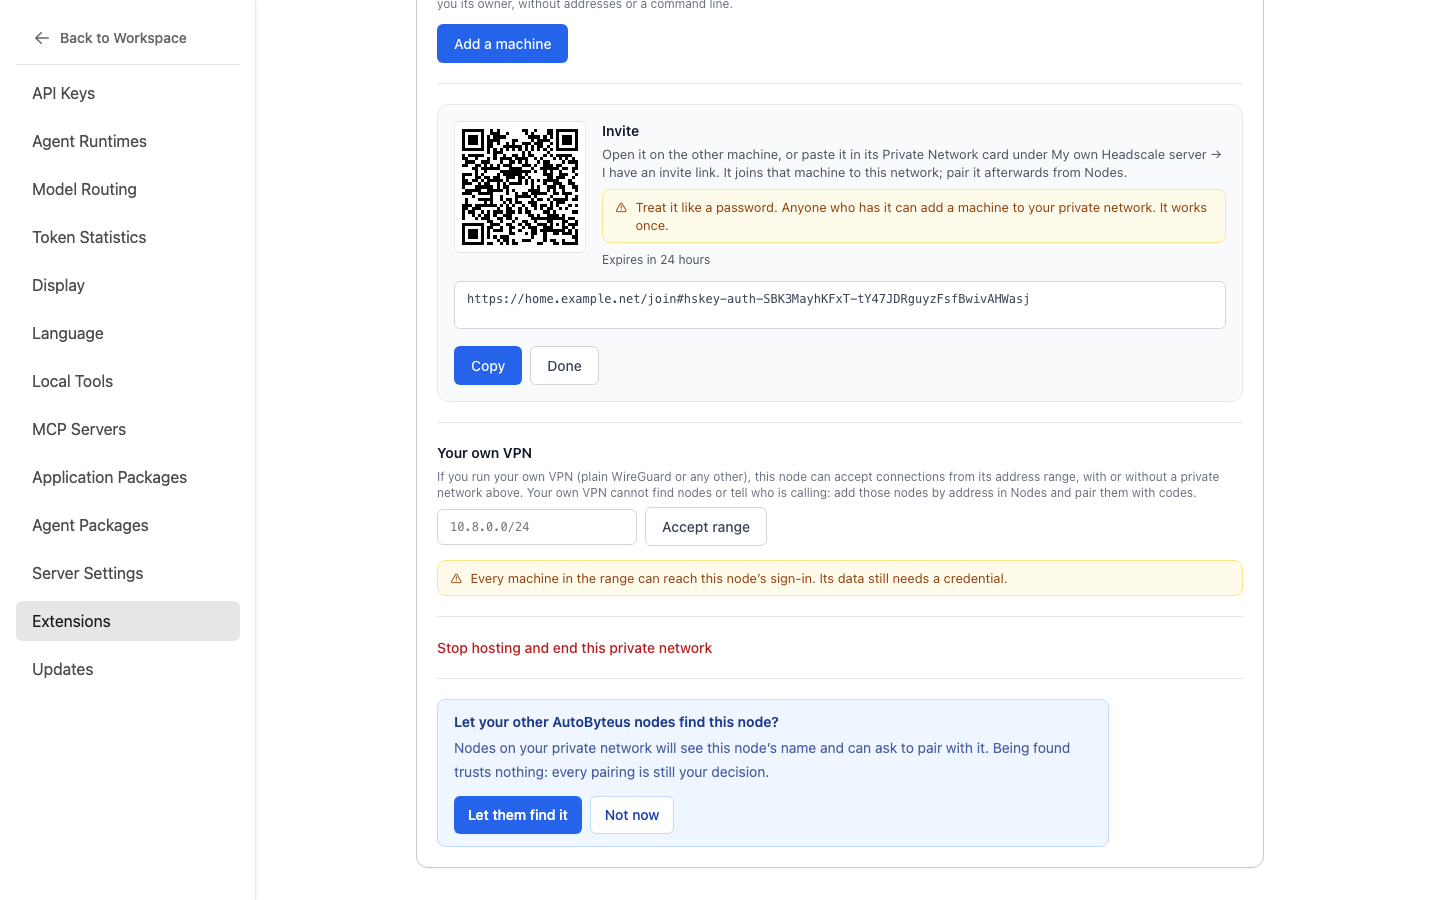 you its owner, without addresses or a command line.
Back to Workspace
Add a machine
API Keys
Agent Runtimes
Model Routing
Token Statistics
Display
Language
Local Tools
MCP Servers
Application Packages
Agent Packages
Server Settings
Extensions
Updates
Invite
Open it on the other machine, or paste it in its Private Network card under My own Headscale server →
I have an invite link. It joins that machine to this network; pair it afterwards from Nodes.
Treat it like a password. Anyone who has it can add a machine to your private network. It works
once.
Expires in 24 hours
https://home.example.net/join#hskey-auth-SBK3MayhKFxT-tY47JDRguyzFsfBwivAHWasj
Copy
Done
Your own VPN
If you run your own VPN (plain WireGuard or any other), this node can accept connections from its address range, with or without a private
network above. Your own VPN cannot find nodes or tell who is calling: add those nodes by address in Nodes and pair them with codes.
10.8.0.0/24
Accept range
Every machine in the range can reach this node’s sign-in. Its data still needs a credential.
Stop hosting and end this private network
Let your other AutoByteus nodes find this node?
Nodes on your private network will see this node’s name and can ask to pair with it. Being found
trusts nothing: every pairing is still your decision.
Let them find it
Not now